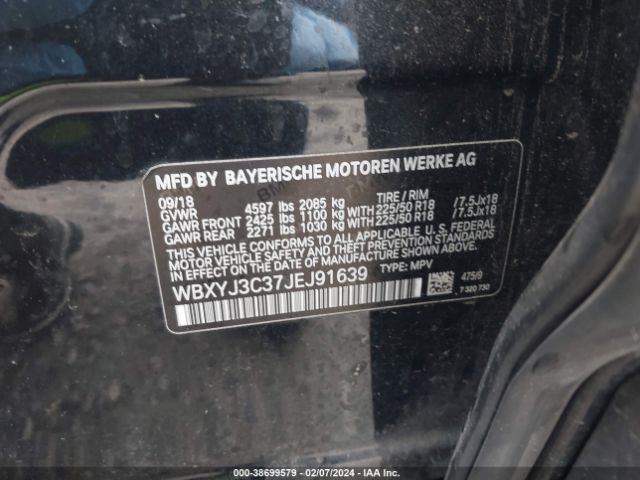 MFD BY BAYERISCHE MOTOREN WERKE AG
09/18 TIRE / RIM
GVWR 4597 lbs 2085 kg
GAWR FRONT 2425 lbs 1100 kg WITH 225/50 R18 /7.5Jx18
GAWR REAR 2271 lbs 1030 kg WITH 225/50 R18 /7.5Jx18
THIS VEHICLE CONFORMS TO ALL APPLICABLE U.S. FEDERAL
MOTOR VEHICLE SAFETY AND THEFT PREVENTION STANDARDS
IN EFFECT ON THE DATE OF MANUFACTURE SHOWN ABOVE.
WBXYJ3C37JEJ91639 TYPE: MPV
475/9
7 320 730
000-38699579 - 02/07/2024 - IAA Inc.